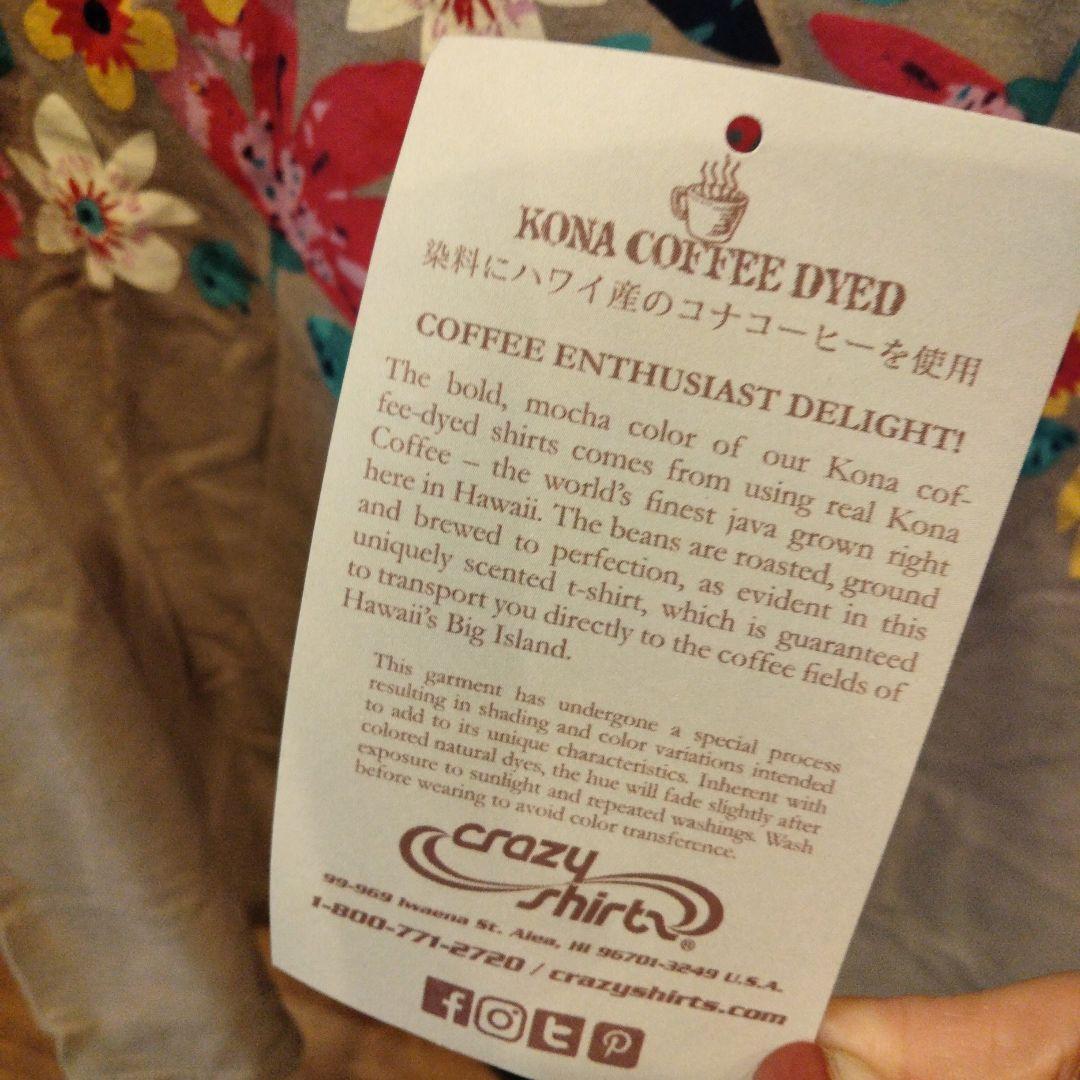 KONA COFFEE DYED
染料にハワイ産のコナコーヒーを使用
COFFEE ENTHUSIAST DELIGHT!
The bold, mocha color of our Kona cof-
fee-dyed shirts comes from using real Kona
Coffee – the world's finest java grown right
here in Hawaii. The beans are roasted, ground
and brewed to perfection, as evident in this
uniquely scented t-shirt, which is guaranteed
to transport you directly to the coffee fields of
Hawaii's Big Island.
This garment has undergone a special process
resulting in shading and color variations intended
to add to its unique characteristics. Inherent with
colored natural dyes, the hue will fade slightly after
exposure to sunlight and repeated washings. Wash
before wearing to avoid color transference.
crazy
shirts®
99-969 Iwaena St. Aiea, HI 96701-3249 U.S.A.
1-800-771-2720 / crazyshirts.com